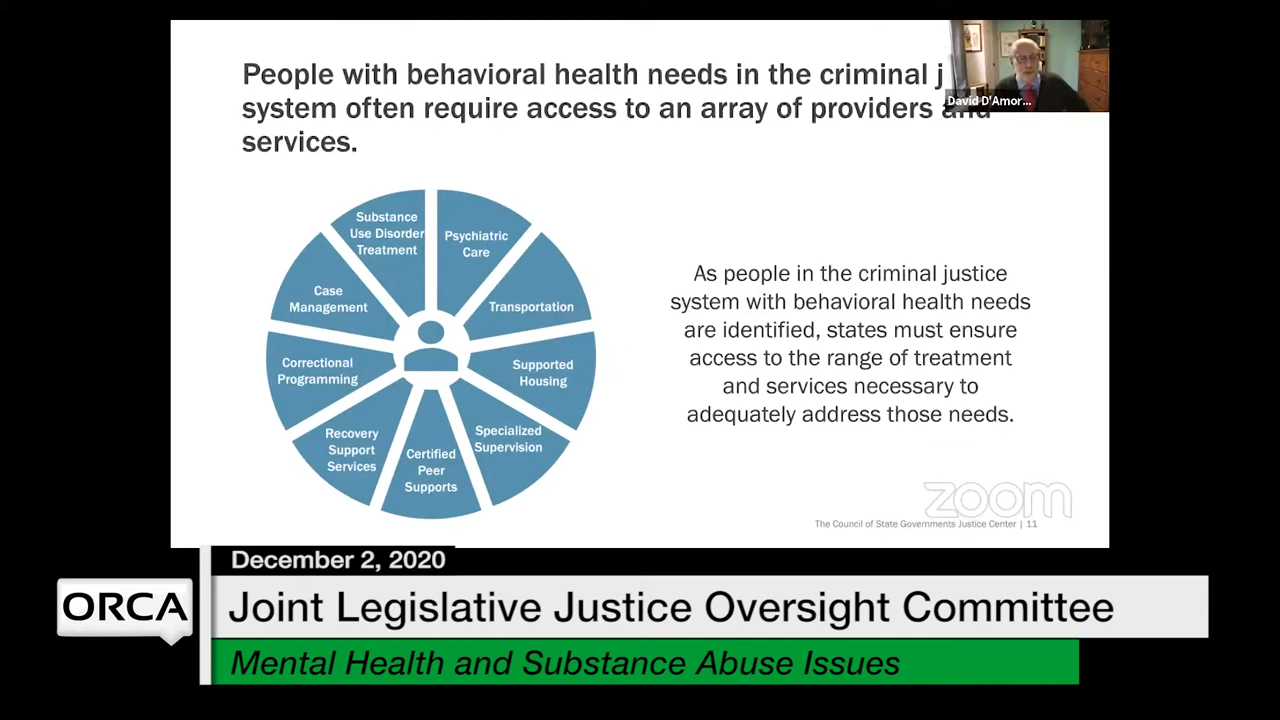 People with behavioral health needs in the criminal j
system often require access to an array of providers and
services.
David D'Amor...
Substance
Use Disorder
Treatment
Psychiatric
Care
Transportation
Supported
Housing
Specialized
Supervision
Certified
Peer
Supports
Recovery
Support
Services
Correctional
Programming
Case
Management
As people in the criminal justice
system with behavioral health needs
are identified, states must ensure
access to the range of treatment
and services necessary to
adequately address those needs.
zoom
The Council of State Governments Justice Center | 11
December 2, 2020
ORCA
Joint Legislative Justice Oversight Committee
Mental Health and Substance Abuse Issues